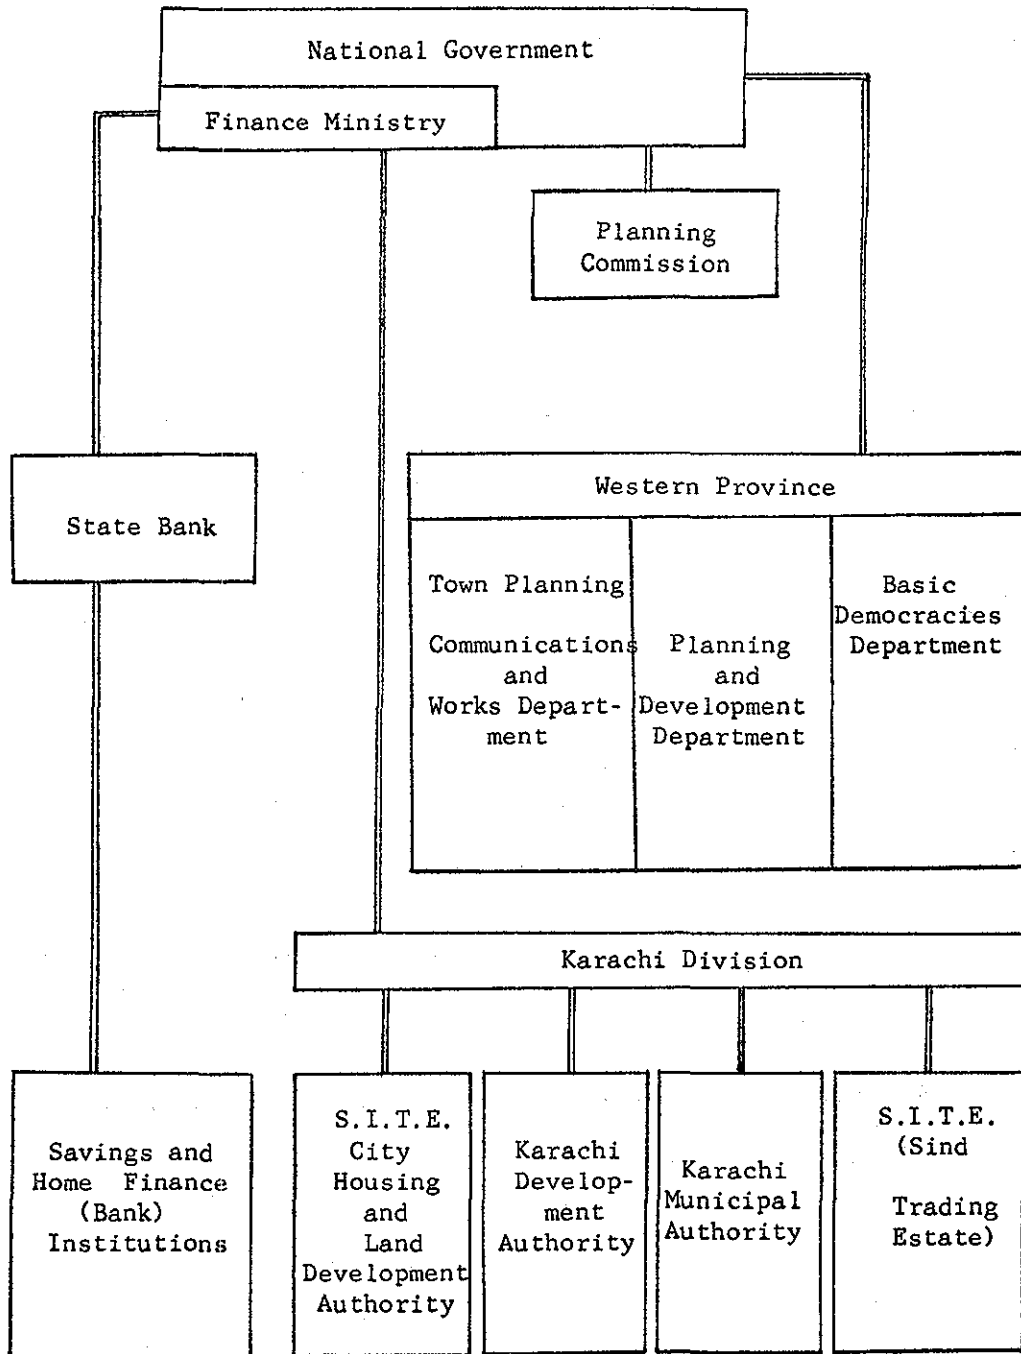 National Government
Finance Ministry
Planning
Commission
State Bank
Western Province
Town Planning
Communications
and
Works Depart-
ment
Planning
and
Development
Department
Basic
Democracies
Department
Karachi Division
Savings and
Home Finance
(Bank)
Institutions
S.I.T.E.
City
Housing
and
Land
Development
Authority
Karachi
Develop-
ment
Authority
Karachi
Municipal
Authority
S.I.T.E.
(Sind
Trading
Estate)